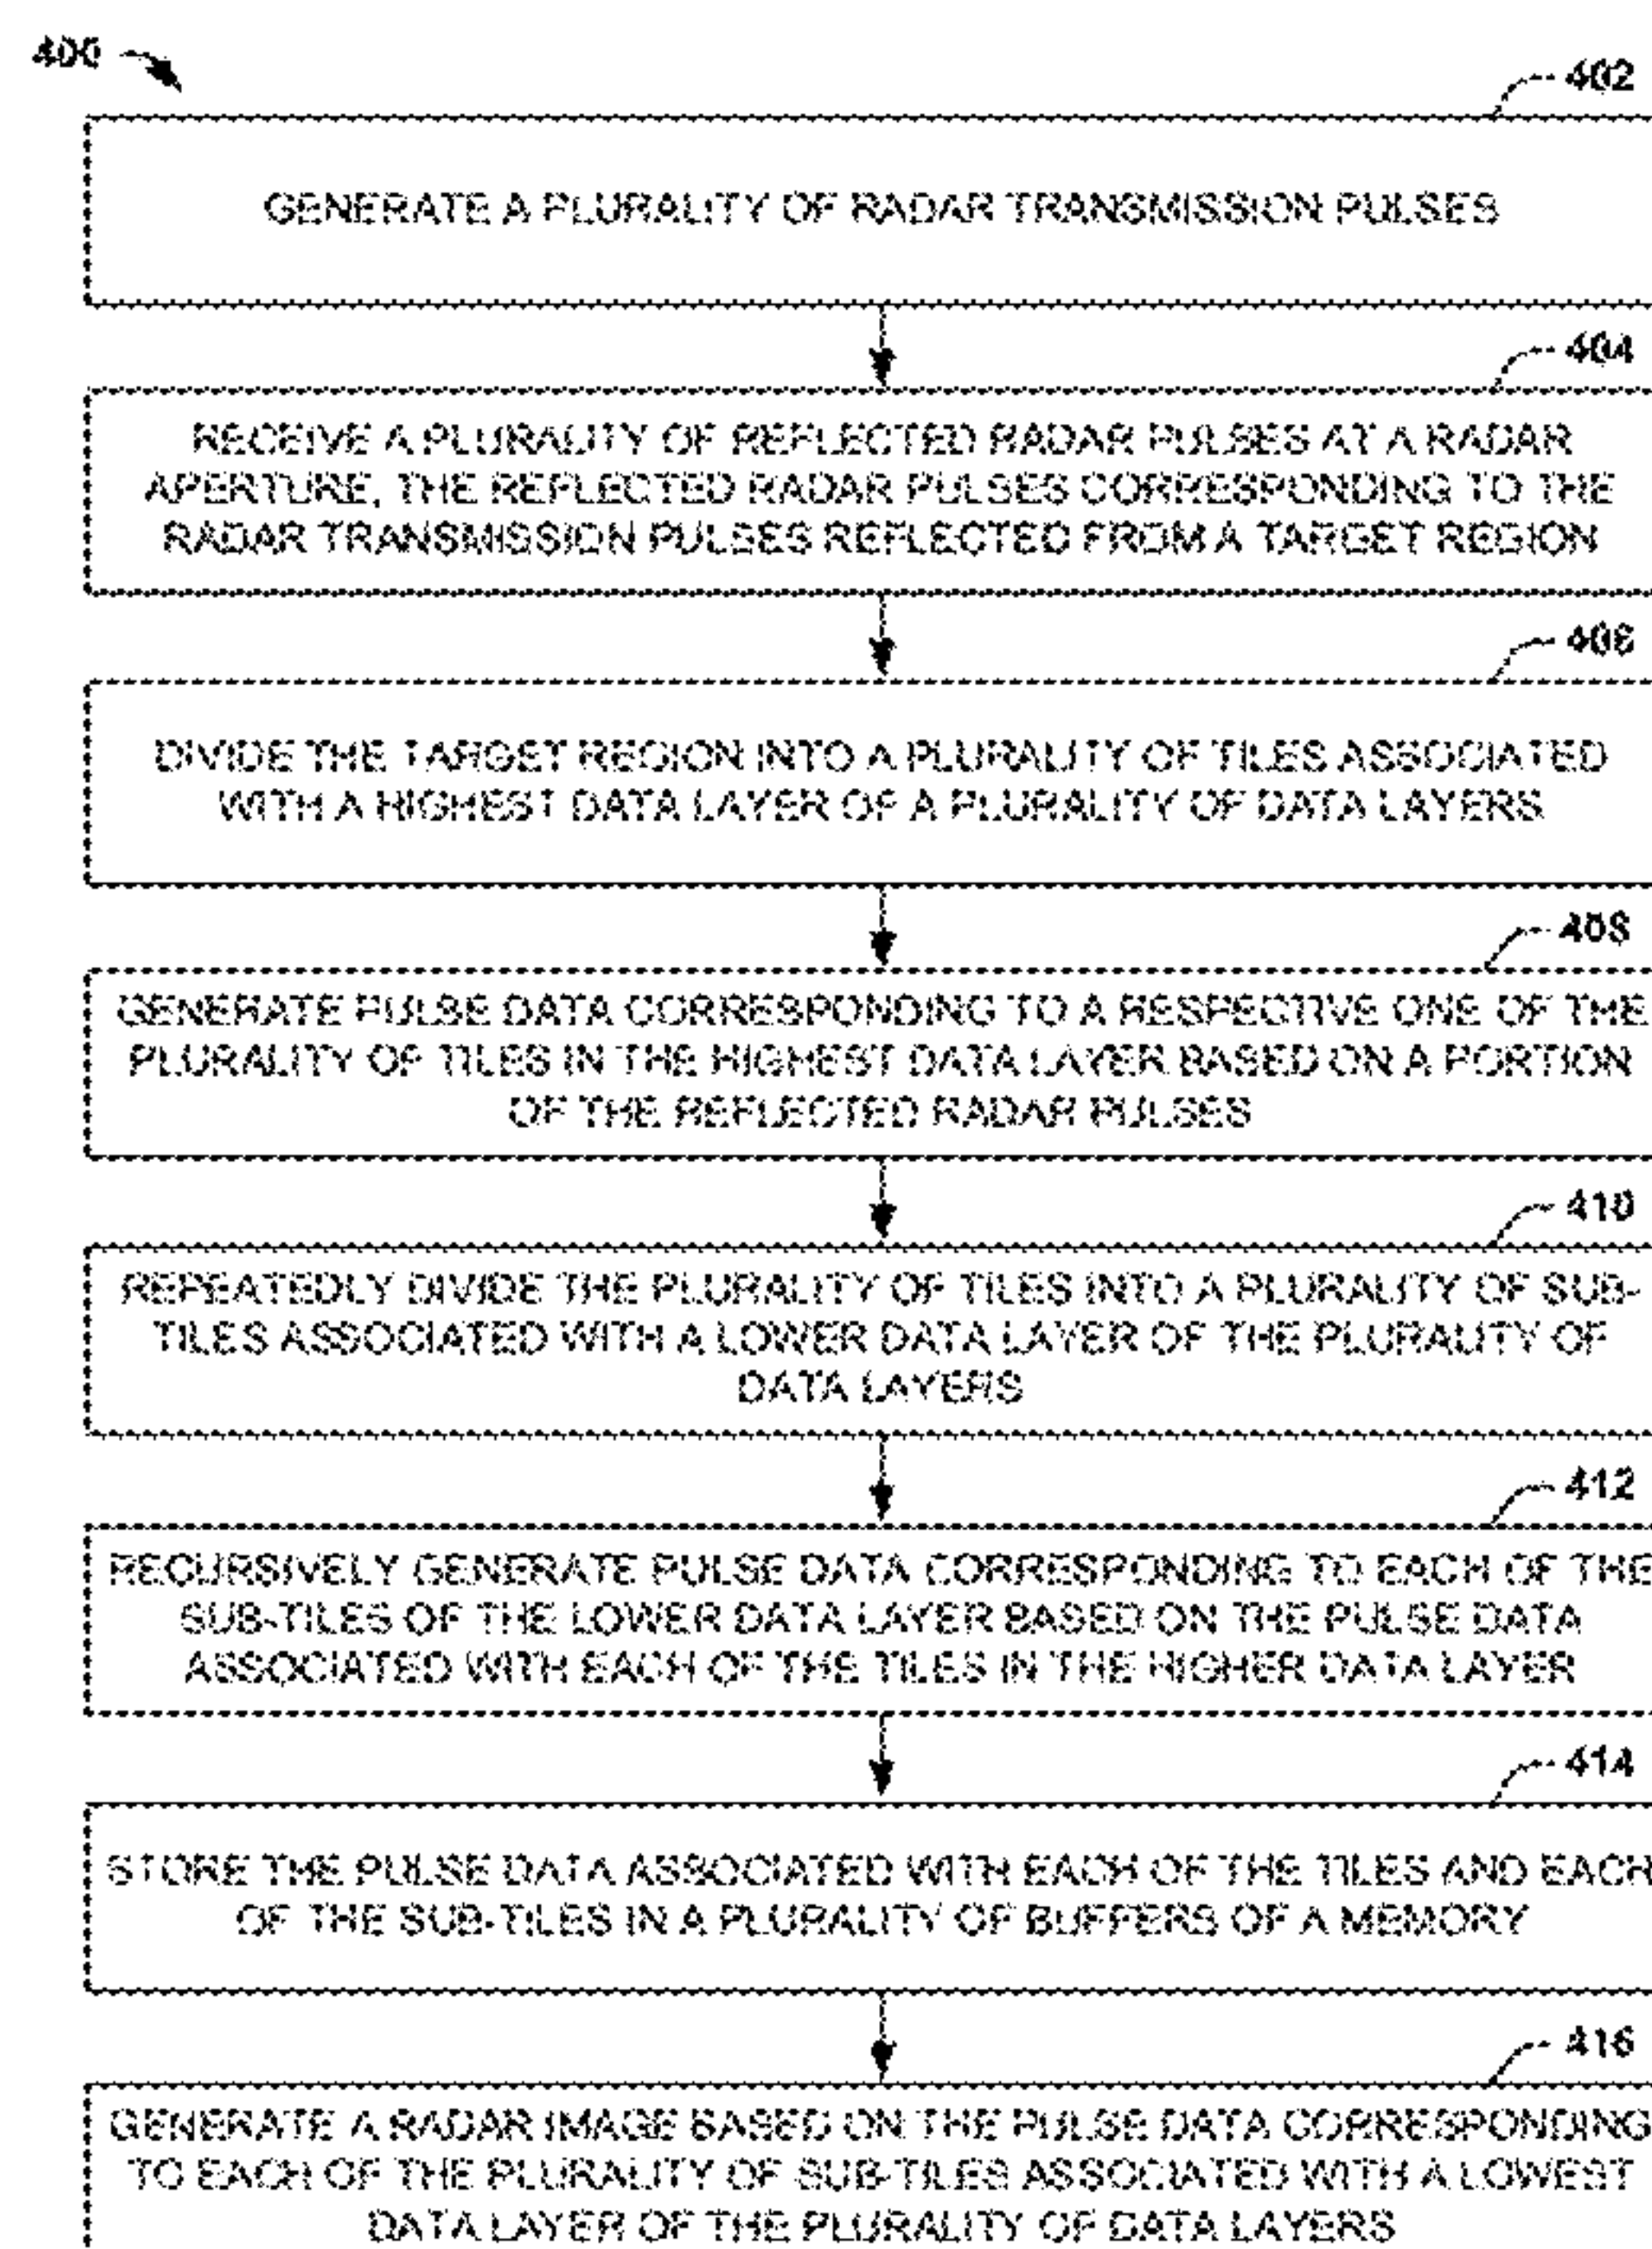 400
402
GENERATE A PLURALITY OF RADAR TRANSMISSION PULSES
404
RECEIVE A PLURALITY OF REFLECTED RADAR PULSES AT A RADAR
APERTURE, THE REFLECTED RADAR PULSES CORRESPONDING TO THE
RADAR TRANSMISSION PULSES REFLECTED FROM A TARGET REGION
406
DIVIDE THE TARGET REGION INTO A PLURALITY OF TILES ASSOCIATED
WITH A HIGHEST DATA LAYER OF A PLURALITY OF DATA LAYERS
408
GENERATE PULSE DATA CORRESPONDING TO A RESPECTIVE ONE OF THE
PLURALITY OF TILES IN THE HIGHEST DATA LAYER BASED ON A PORTION
OF THE REFLECTED RADAR PULSES
410
REPEATEDLY DIVIDE THE PLURALITY OF TILES INTO A PLURALITY OF SUB-
TILES ASSOCIATED WITH A LOWER DATA LAYER OF THE PLURALITY OF
DATA LAYERS
412
RECURSIVELY GENERATE PULSE DATA CORRESPONDING TO EACH OF THE
SUB-TILES OF THE LOWER DATA LAYER BASED ON THE PULSE DATA
ASSOCIATED WITH EACH OF THE TILES IN THE HIGHER DATA LAYER
414
STORE THE PULSE DATA ASSOCIATED WITH EACH OF THE TILES AND EACH
OF THE SUB-TILES IN A PLURALITY OF BUFFERS OF A MEMORY
416
GENERATE A RADAR IMAGE BASED ON THE PULSE DATA CORRESPONDING
TO EACH OF THE PLURALITY OF SUB-TILES ASSOCIATED WITH A LOWEST
DATA LAYER OF THE PLURALITY OF DATA LAYERS